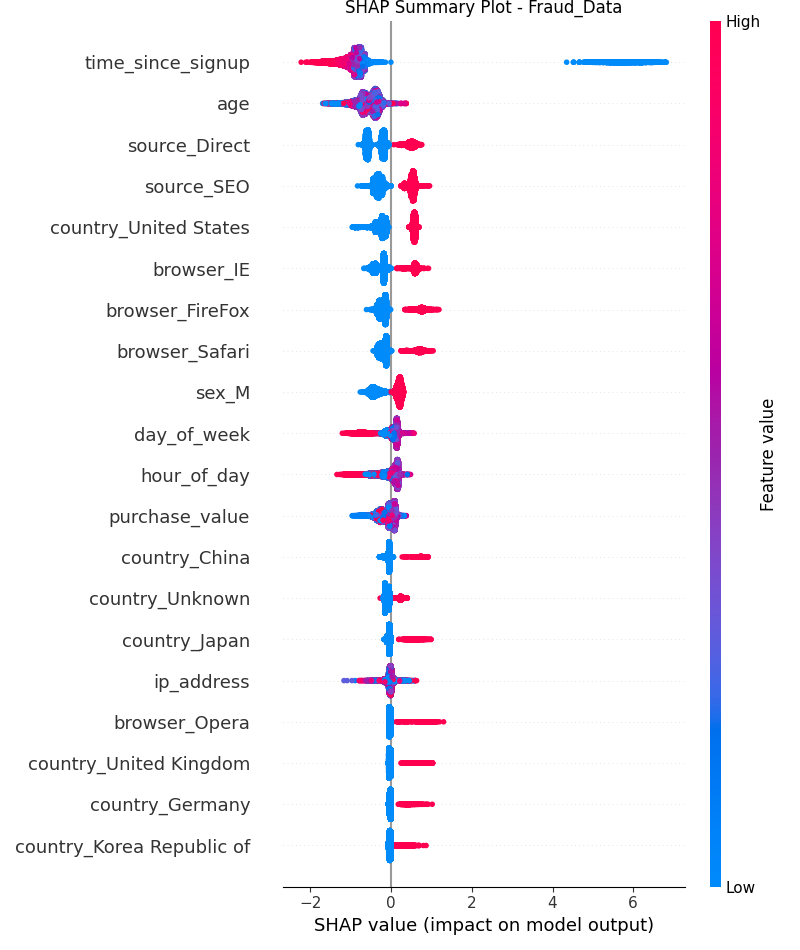 SHAP Summary Plot - Fraud_Data
High
time_since_signup
age
source_Direct
source_SEO
country_United States
browser_IE
browser_FireFox
browser_Safari
sex_M
day_of_week
hour_of_day
purchase_value
country_China
country_Unknown
country_Japan
ip_address
browser_Opera
country_United Kingdom
country_Germany
country_Korea Republic of
Feature value
Low
−2 0 2 4 6
SHAP value (impact on model output)